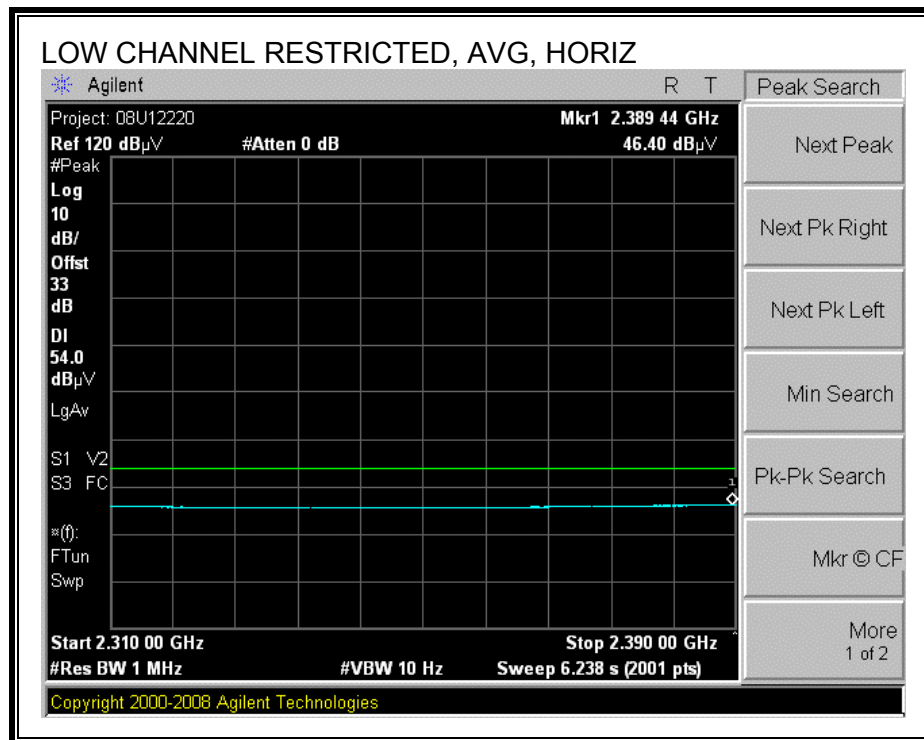 LOW CHANNEL RESTRICTED, AVG, HORIZ
Agilent R T
Peak Search
Project: 08U12220 Mkr1 2.389 44 GHz
Ref 120 dBµV #Atten 0 dB 46.40 dBµV
#Peak
Log
10
dB/
Offst
33
dB
DI
54.0
dBµV
LgAv
S1 V2
S3 FC
¤(f):
FTun
Swp
1
Start 2.310 00 GHz Stop 2.390 00 GHz ^
#Res BW 1 MHz #VBW 10 Hz Sweep 6.238 s (2001 pts)
Next Peak
Next Pk Right
Next Pk Left
Min Search
Pk-Pk Search
Mkr © CF
More
1 of 2
Copyright 2000-2008 Agilent Technologies